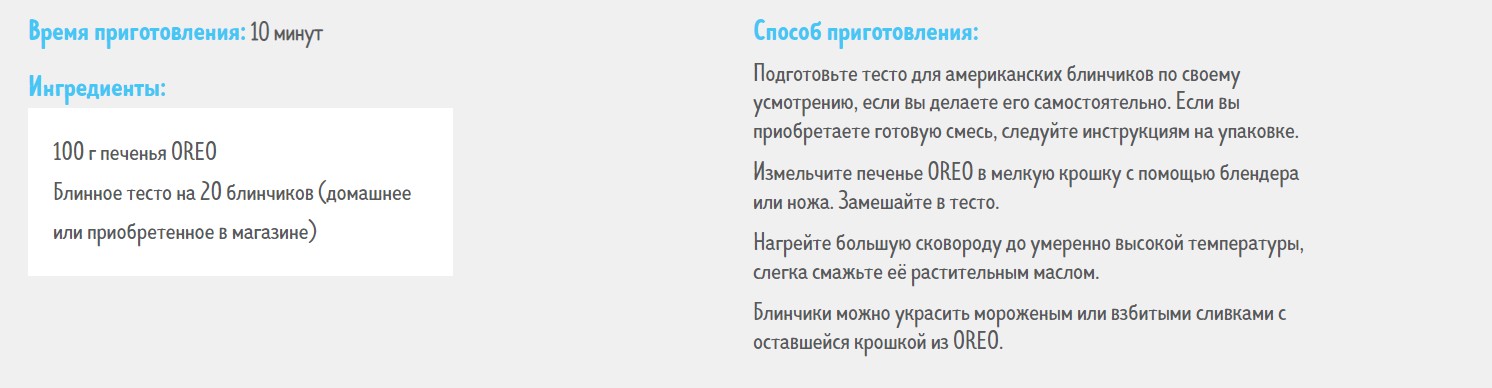 Время приготовления: 10 минут
Ингредиенты:
100 г печенья OREO
Блинное тесто на 20 блинчиков (домашнее
или приобретенное в магазине)
Способ приготовления:
Подготовьте тесто для американских блинчиков по своему
усмотрению, если вы делаете его самостоятельно. Если вы
приобретаете готовую смесь, следуйте инструкциям на упаковке.
Измельчите печенье OREO в мелкую крошку с помощью блендера
или ножа. Замешайте в тесто.
Нагрейте большую сковороду до умеренно высокой температуры,
слегка смажьте её растительным маслом.
Блинчики можно украсить мороженым или взбитыми сливками с
оставшейся крошкой из OREO.